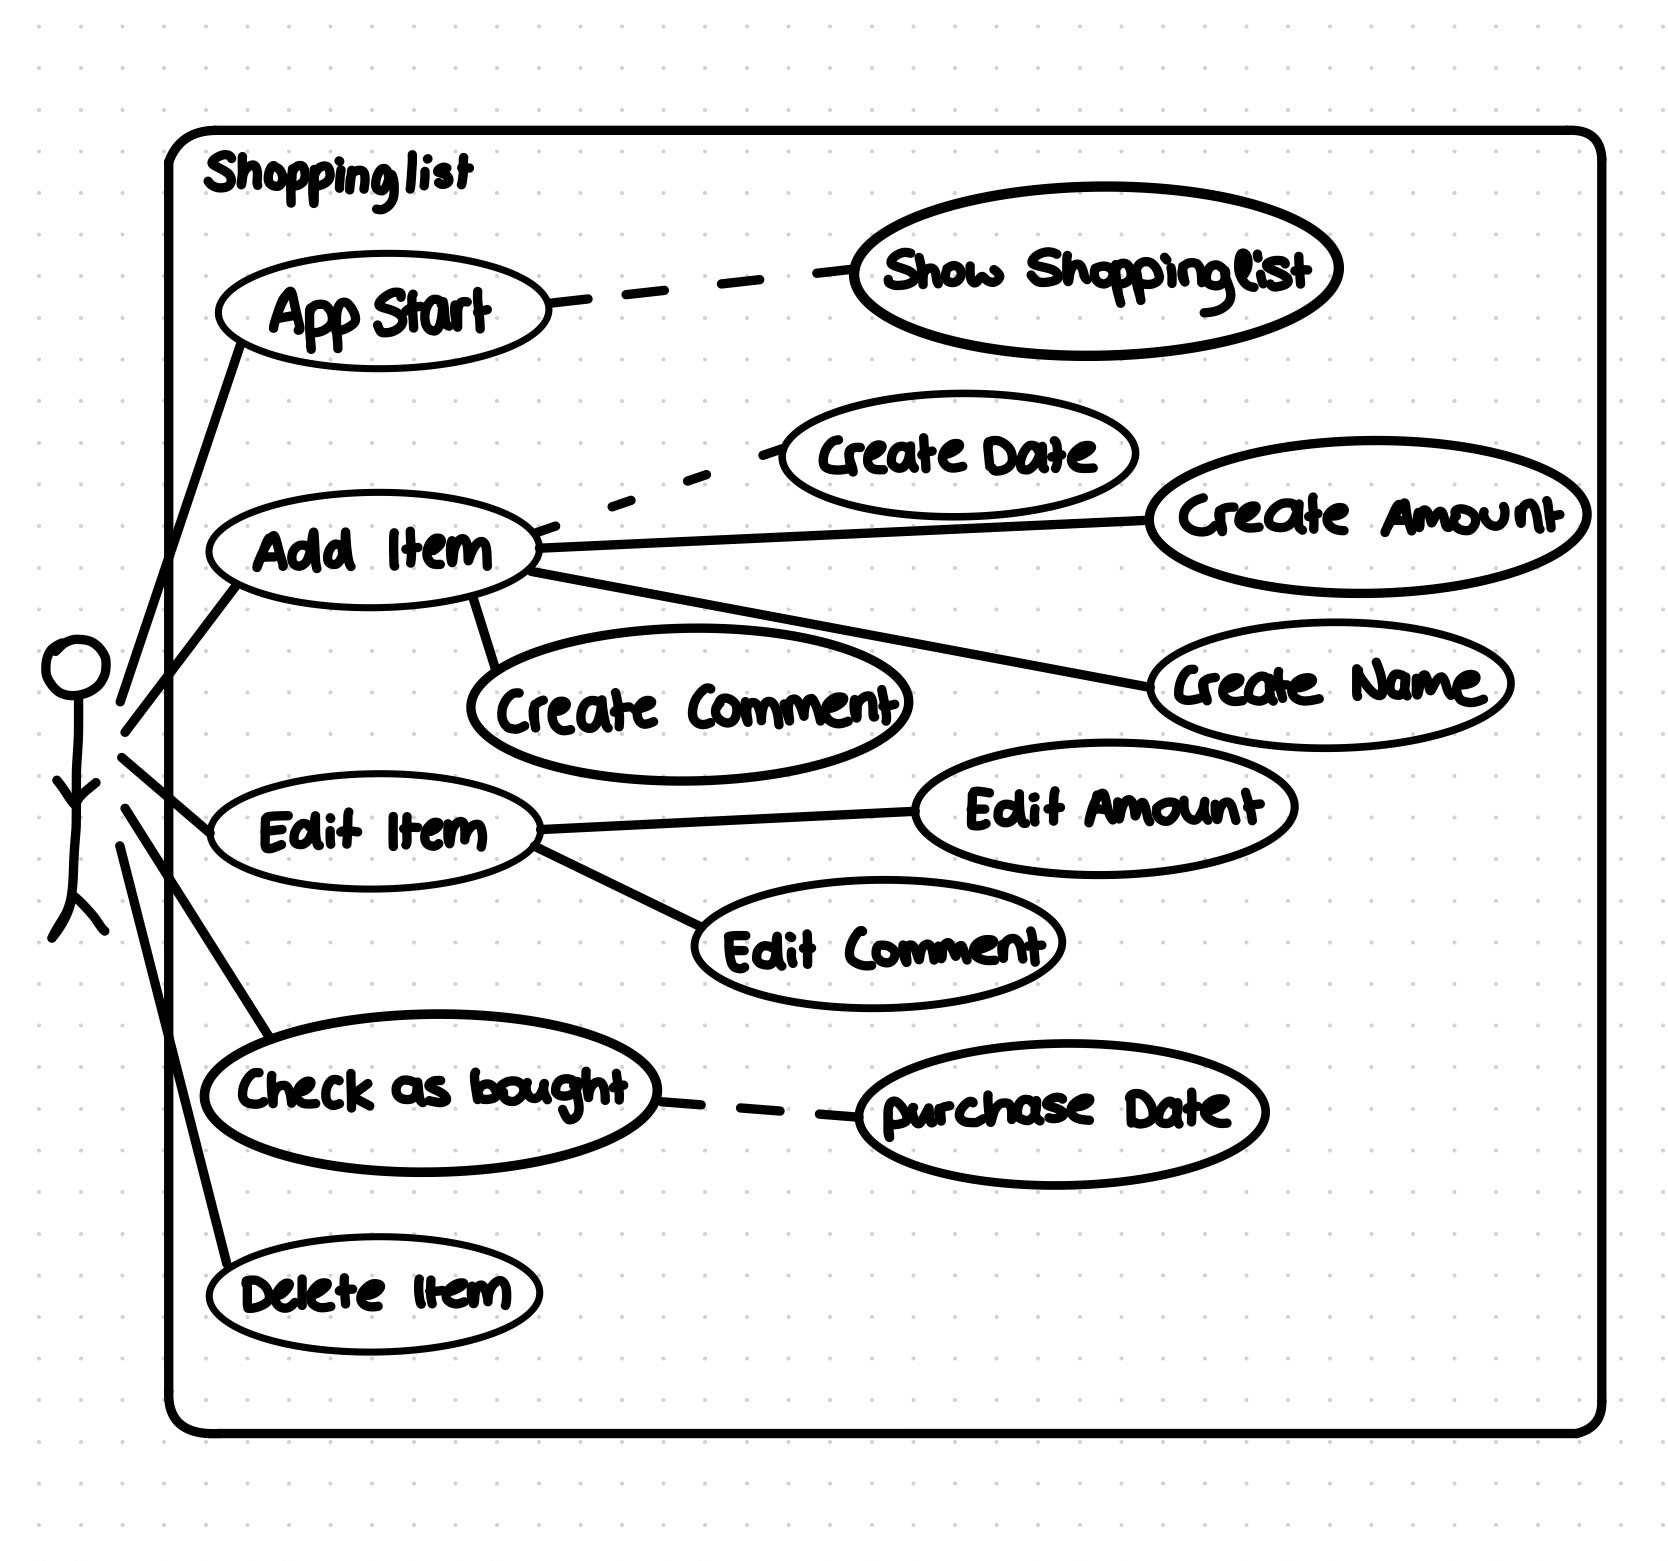 Shoppinglist
App Start
Show Shoppinglist
Create Date
Create Amount
Add Item
Create Name
Create Comment
Edit Item
Edit Amount
Edit Comment
Check as bought
purchase Date
Delete Item